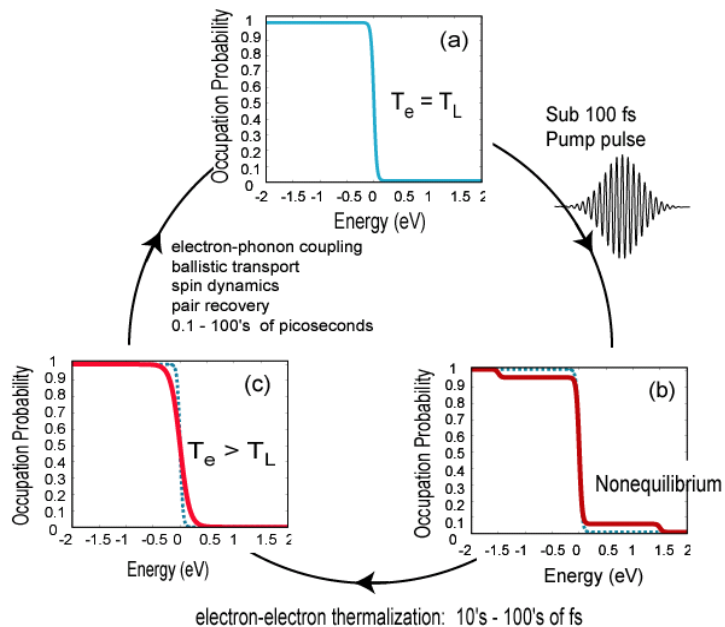 (a)
Occupation Probability
1
0.9
0.8
0.7
0.6
0.5
0.4
0.3
0.2
0.1
0
T_e = T_L
-2 -1.5 -1 -0.5 0 0.5 1 1.5 2
Energy (eV)
Sub 100 fs
Pump pulse
electron-phonon coupling
ballistic transport
spin dynamics
pair recovery
0.1 - 100's of picoseconds
(c)
Occupation Probability
1
0.9
0.8
0.7
0.6
0.5
0.4
0.3
0.2
0.1
0
T_e > T_L
-2 -1.5 -1 -0.5 0 0.5 1 1.5 2
Energy (eV)
(b)
Occupation Probability
1
0.9
0.8
0.7
0.6
0.5
0.4
0.3
0.2
0.1
0
Nonequilibrium
-2 -1.5 -1 -0.5 0 0.5 1 1.5 2
Energy (eV)
electron-electron thermalization: 10's - 100's of fs